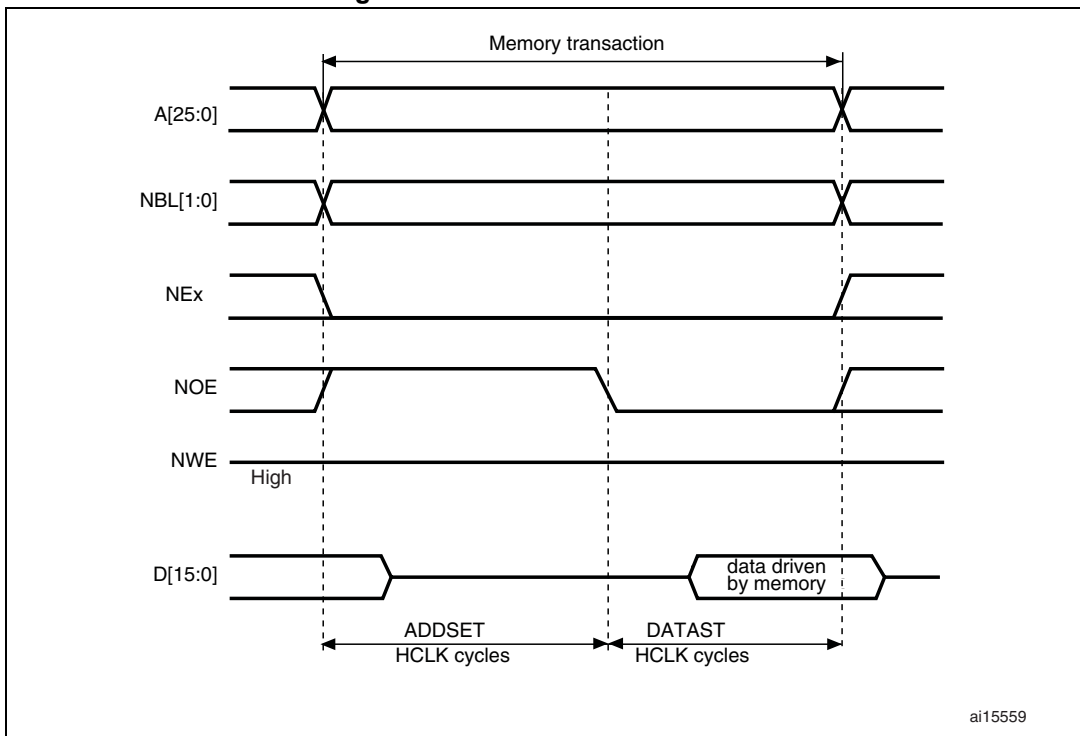 Memory transaction
A[25:0]
NBL[1:0]
NEx
NOE
NWE
High
D[15:0]
data driven
by memory
ADDSET
HCLK cycles
DATAST
HCLK cycles
ai15559